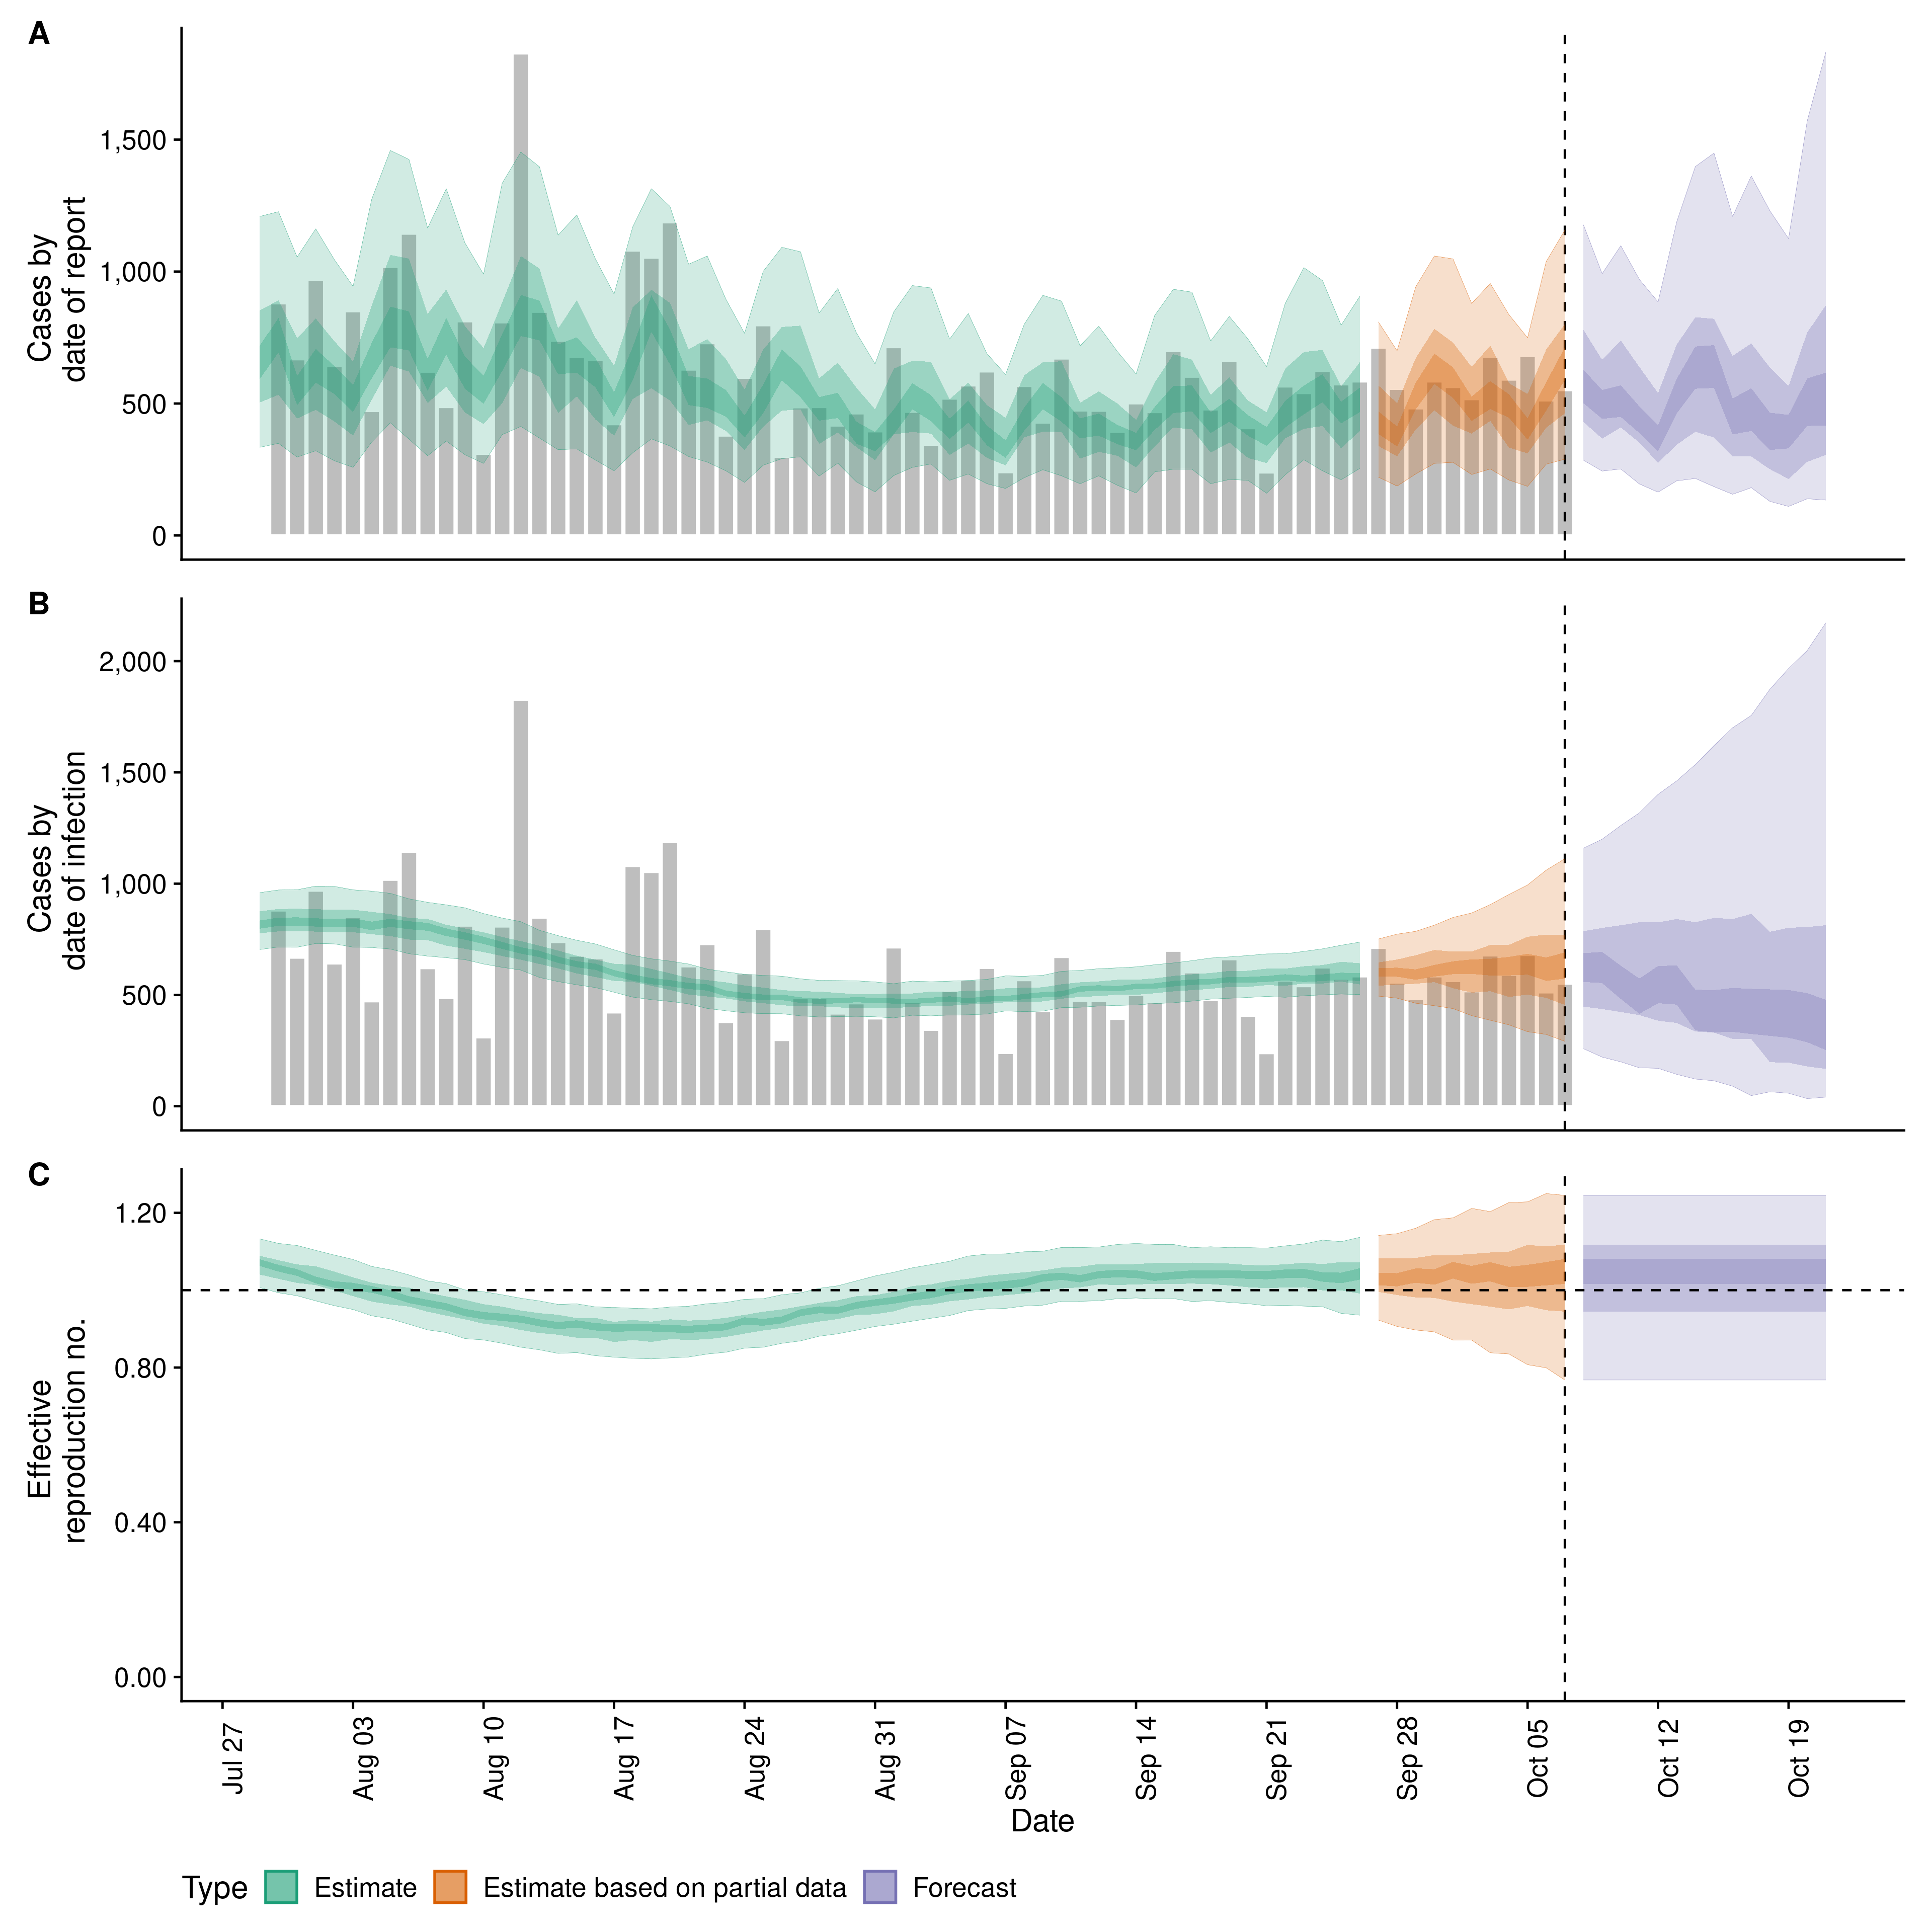 A
Cases by
date of report
1,500
1,000
500
0
B
Cases by
date of infection
2,000
1,500
1,000
500
0
C
Effective
reproduction no.
1.20
0.80
0.40
0.00
Jul 27
Aug 03
Aug 10
Aug 17
Aug 24
Aug 31
Sep 07
Sep 14
Sep 21
Sep 28
Oct 05
Oct 12
Oct 19
Date
Type Estimate Estimate based on partial data Forecast